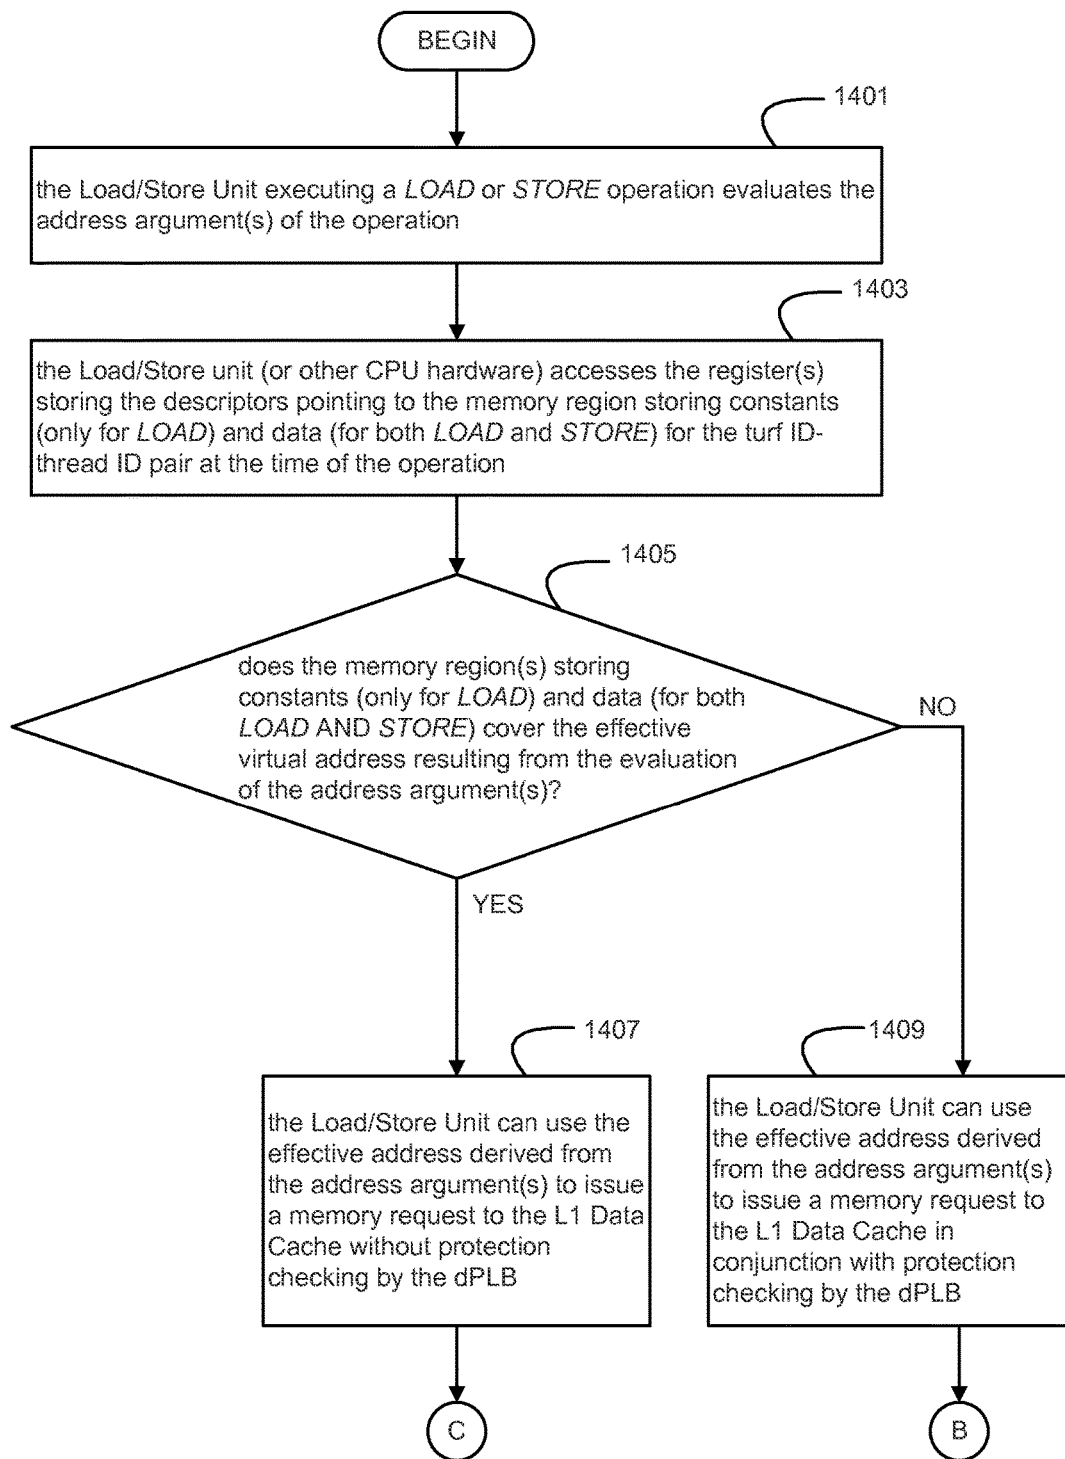 BEGIN
1401
the Load/Store Unit executing a LOAD or STORE operation evaluates the
address argument(s) of the operation
1403
the Load/Store unit (or other CPU hardware) accesses the register(s)
storing the descriptors pointing to the memory region storing constants
(only for LOAD) and data (for both LOAD and STORE) for the turf ID-
thread ID pair at the time of the operation
1405
does the memory region(s) storing
constants (only for LOAD) and data (for both
LOAD AND STORE) cover the effective
virtual address resulting from the evaluation
of the address argument(s)?
NO
YES
1407
the Load/Store Unit can use the
effective address derived from
the address argument(s) to issue
a memory request to the L1 Data
Cache without protection
checking by the dPLB
1409
the Load/Store Unit can use
the effective address derived
from the address argument(s)
to issue a memory request to
the L1 Data Cache in
conjunction with protection
checking by the dPLB
C
B